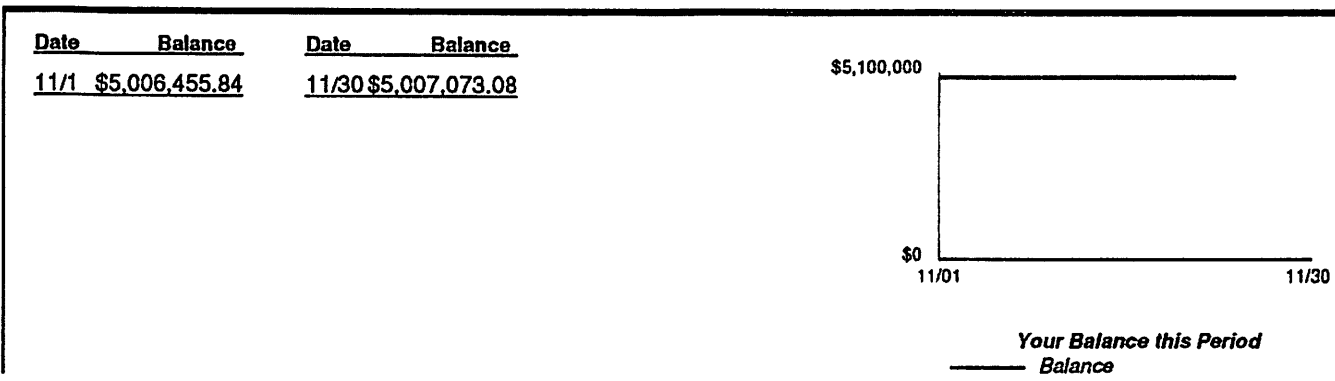 Date Balance Date Balance
11/1 $5,006,455.84 11/30 $5,007,073.08
$5,100,000
$0
11/01 11/30
Your Balance this Period
Balance